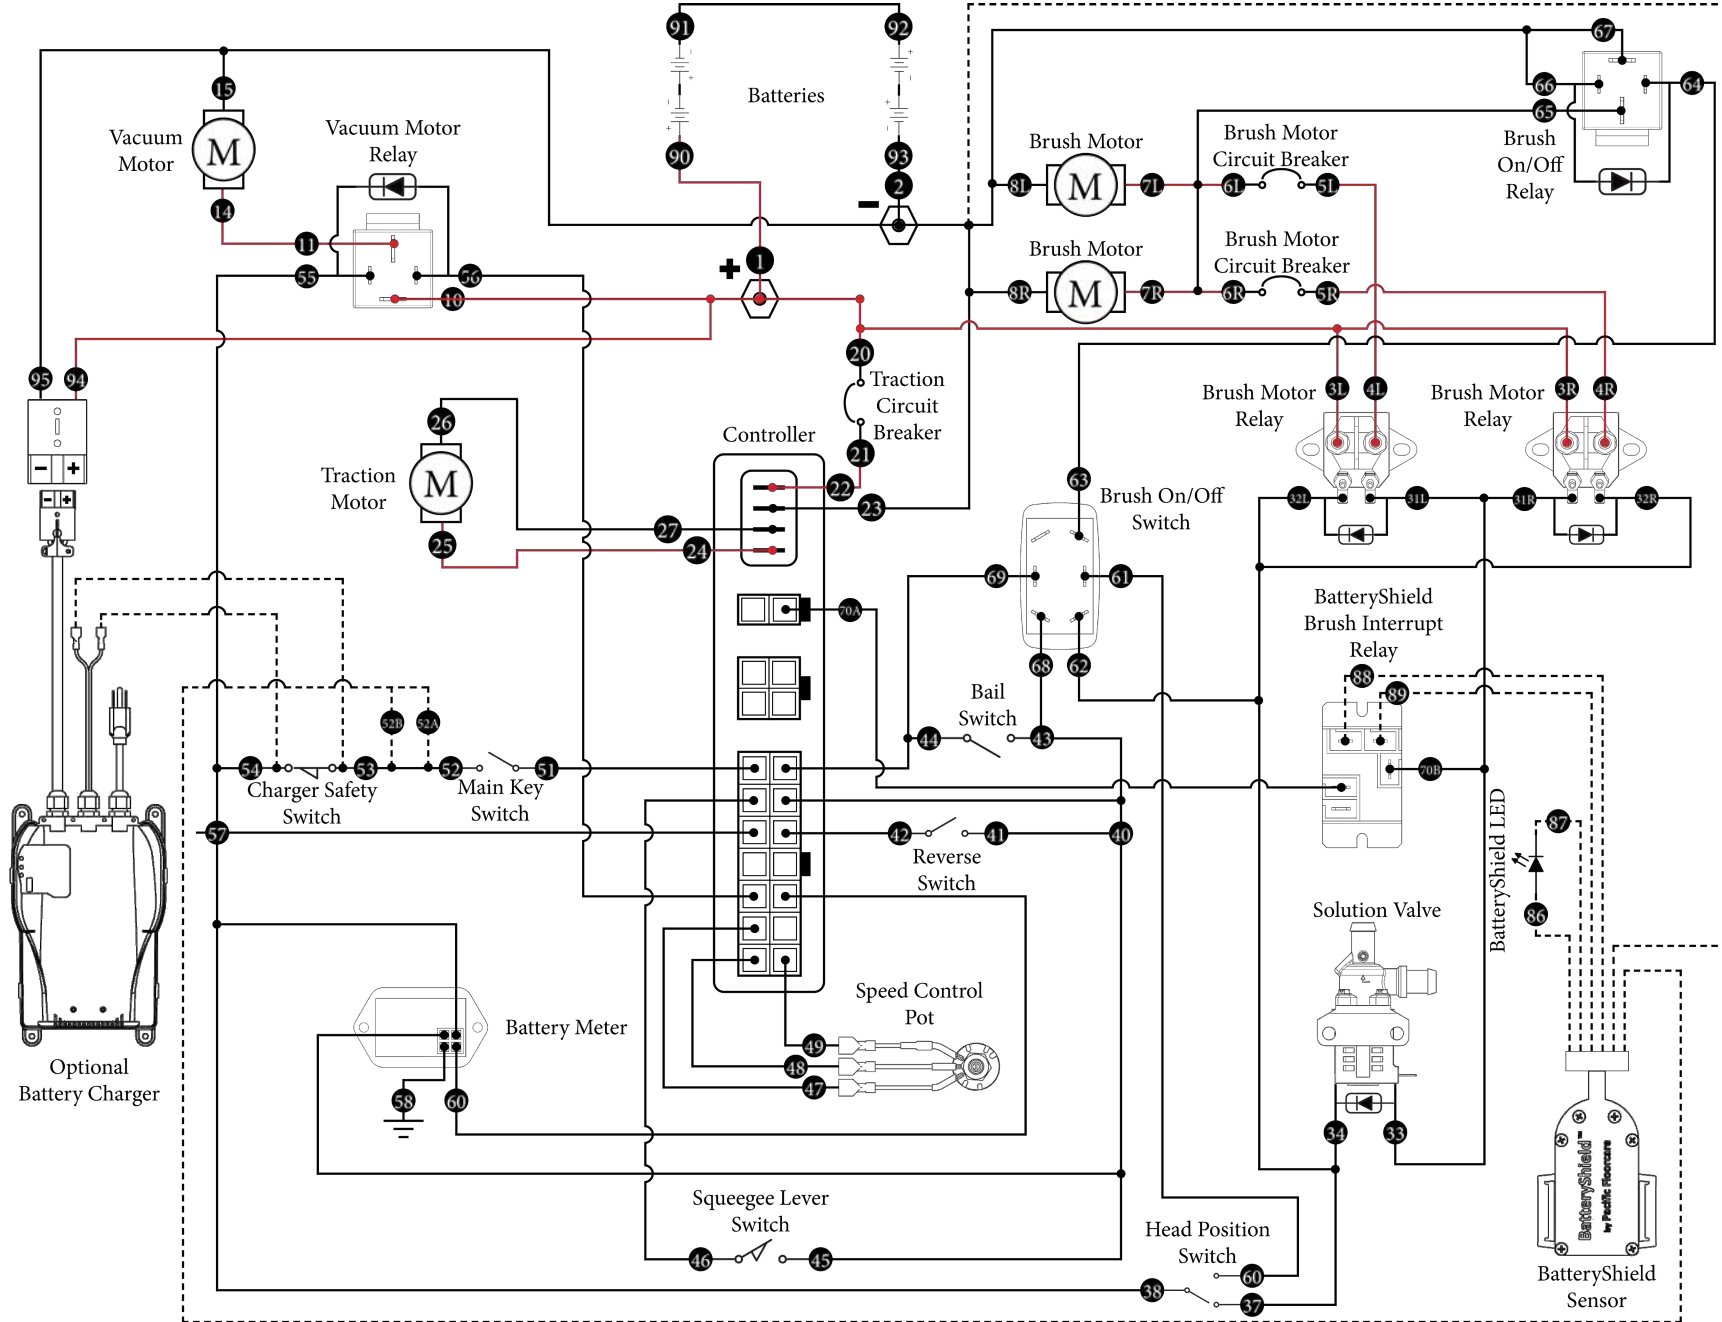 91
92
67
15
Batteries
66
64
65
Vacuum
Motor
Vacuum Motor
Relay
90
93
2
Brush Motor
Brush Motor
Circuit Breaker
Brush
On/Off
Relay
8L
M
7L
6L
5L
M
14
11
55
56
10
1
Brush Motor
Brush Motor
Circuit Breaker
8R
M
7R
6R
5R
95
94
20
Traction
Circuit
Breaker
21
3L
4L
3R
4R
Brush Motor
Relay
Brush Motor
Relay
26
Controller
Traction
Motor
M
22
23
63
Brush On/Off
Switch
32L
31L
31R
32R
25
27
24
69
61
70A
BatteryShield
Brush Interrupt
Relay
68
62
88
89
52B
52A
Bail
Switch
44
43
54
53
52
51
70B
Charger Safety
Switch
Main Key
Switch
57
42
41
40
Reverse
Switch
BatteryShield LED
87
86
Solution Valve
Speed Control
Pot
Battery Meter
49
48
47
58
60
Optional
Battery Charger
34
33
BatteryShield™
by Pacific Floorcare
Squeegee Lever
Switch
46
45
Head Position
Switch
60
38
37
BatteryShield
Sensor